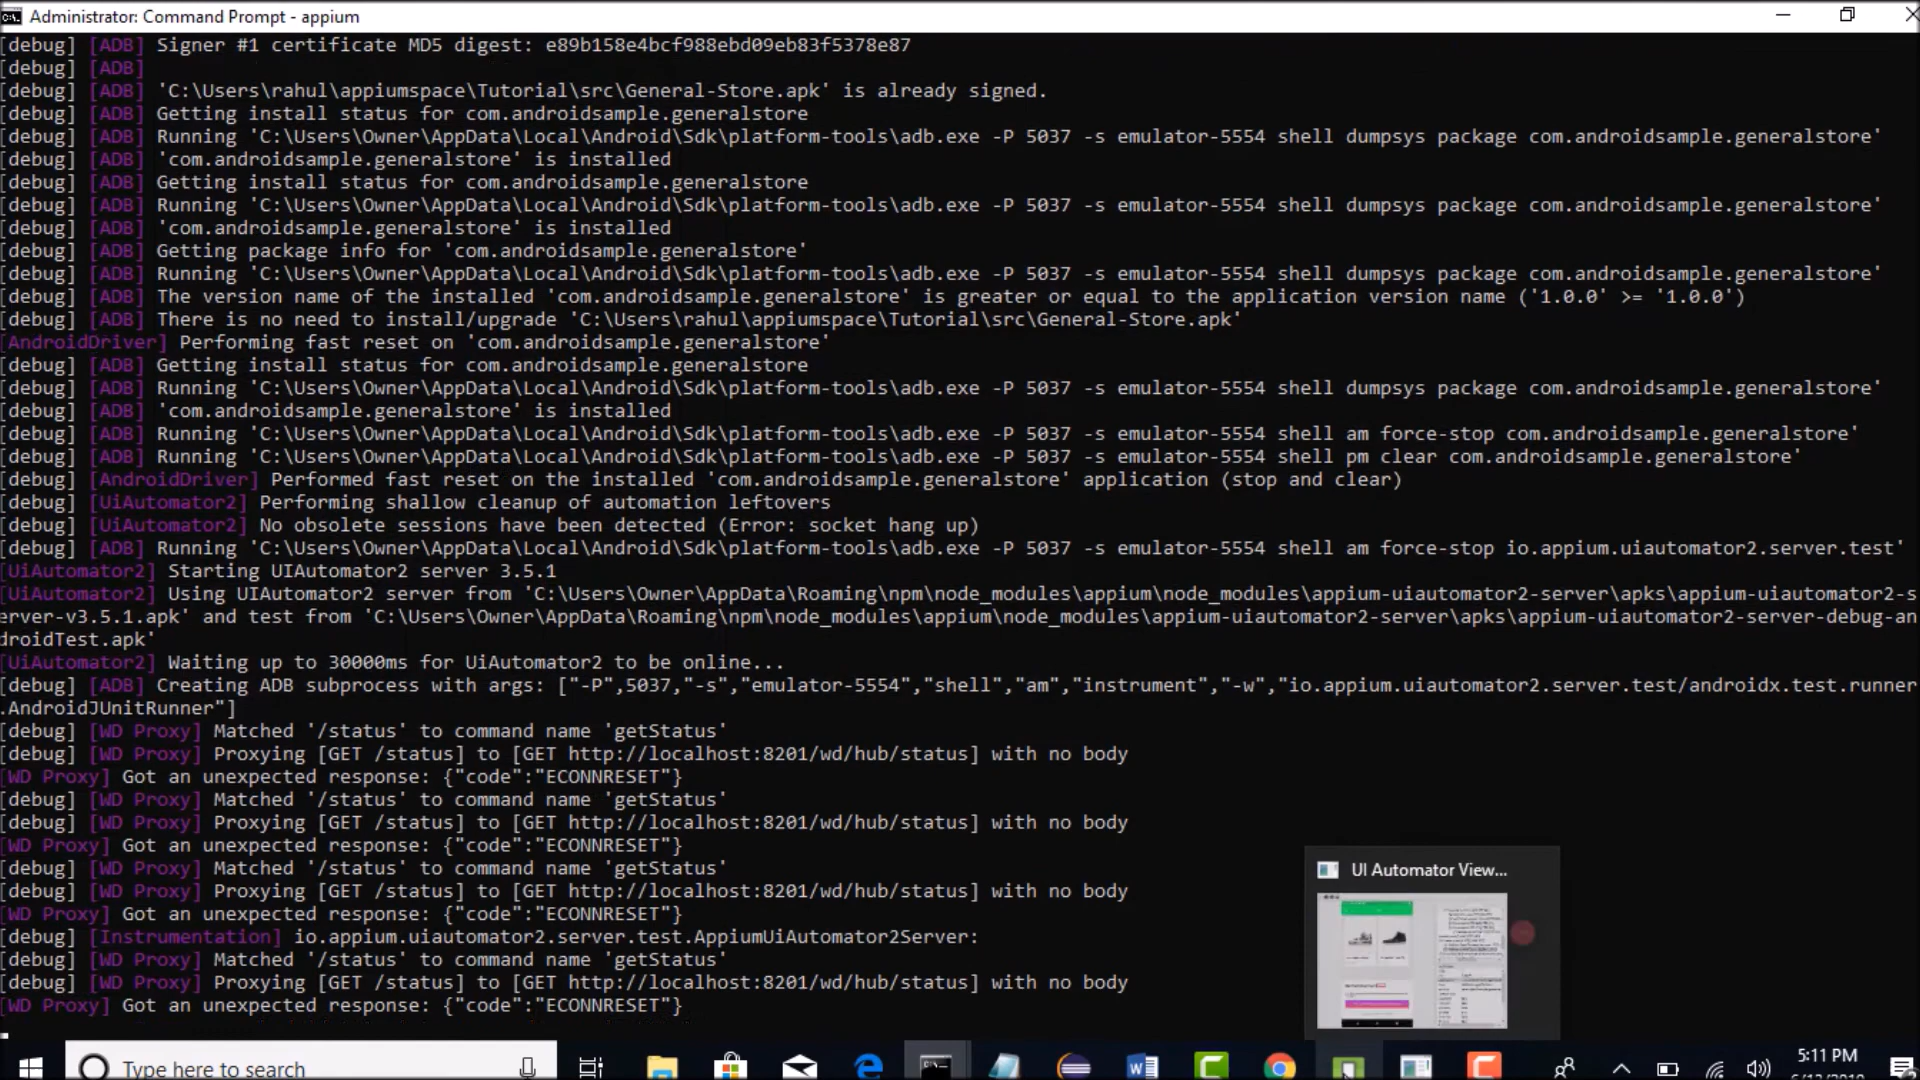 Administrator: Command Prompt - appium
[debug] [ADB] Signer #1 certificate MD5 digest: e89b158e4bcf988ebd09eb83f5378e87
[debug] [ADB]
[debug] [ADB] 'C:\Users\rahul\appiumspace\Tutorial\src\General-Store.apk' is already signed.
[debug] [ADB] Getting install status for com.androidsample.generalstore
[debug] [ADB] Running 'C:\Users\Owner\AppData\Local\Android\Sdk\platform-tools\adb.exe -P 5037 -s emulator-5554 shell dumpsys package com.androidsample.generalstore'
[debug] [ADB] 'com.androidsample.generalstore' is installed
[debug] [ADB] Getting install status for com.androidsample.generalstore
[debug] [ADB] Running 'C:\Users\Owner\AppData\Local\Android\Sdk\platform-tools\adb.exe -P 5037 -s emulator-5554 shell dumpsys package com.androidsample.generalstore'
[debug] [ADB] 'com.androidsample.generalstore' is installed
[debug] [ADB] Getting package info for 'com.androidsample.generalstore'
[debug] [ADB] Running 'C:\Users\Owner\AppData\Local\Android\Sdk\platform-tools\adb.exe -P 5037 -s emulator-5554 shell dumpsys package com.androidsample.generalstore'
[debug] [ADB] The version name of the installed 'com.androidsample.generalstore' is greater or equal to the application version name ('1.0.0' >= '1.0.0')
[debug] [ADB] There is no need to install/upgrade 'C:\Users\rahul\appiumspace\Tutorial\src\General-Store.apk'
[AndroidDriver] Performing fast reset on 'com.androidsample.generalstore'
[debug] [ADB] Getting install status for com.androidsample.generalstore
[debug] [ADB] Running 'C:\Users\Owner\AppData\Local\Android\Sdk\platform-tools\adb.exe -P 5037 -s emulator-5554 shell dumpsys package com.androidsample.generalstore'
[debug] [ADB] 'com.androidsample.generalstore' is installed
[debug] [ADB] Running 'C:\Users\Owner\AppData\Local\Android\Sdk\platform-tools\adb.exe -P 5037 -s emulator-5554 shell am force-stop com.androidsample.generalstore'
[debug] [ADB] Running 'C:\Users\Owner\AppData\Local\Android\Sdk\platform-tools\adb.exe -P 5037 -s emulator-5554 shell pm clear com.androidsample.generalstore'
[debug] [AndroidDriver] Performed fast reset on the installed 'com.androidsample.generalstore' application (stop and clear)
[debug] [UiAutomator2] Performing shallow cleanup of automation leftovers
[debug] [UiAutomator2] No obsolete sessions have been detected (Error: socket hang up)
[debug] [ADB] Running 'C:\Users\Owner\AppData\Local\Android\Sdk\platform-tools\adb.exe -P 5037 -s emulator-5554 shell am force-stop io.appium.uiautomator2.server.test'
[UiAutomator2] Starting UIAutomator2 server 3.5.1
[UiAutomator2] Using UIAutomator2 server from 'C:\Users\Owner\AppData\Roaming\npm\node_modules\appium\node_modules\appium-uiautomator2-server\apks\appium-uiautomator2-s
erver-v3.5.1.apk' and test from 'C:\Users\Owner\AppData\Roaming\npm\node_modules\appium\node_modules\appium-uiautomator2-server\apks\appium-uiautomator2-server-debug-an
droidTest.apk'
[UiAutomator2] Waiting up to 30000ms for UiAutomator2 to be online...
[debug] [ADB] Creating ADB subprocess with args: ["-P",5037,"-s","emulator-5554","shell","am","instrument","-w","io.appium.uiautomator2.server.test/androidx.test.runner
.AndroidJUnitRunner"]
[debug] [WD Proxy] Matched '/status' to command name 'getStatus'
[debug] [WD Proxy] Proxying [GET /status] to [GET http://localhost:8201/wd/hub/status] with no body
[WD Proxy] Got an unexpected response: {"code":"ECONNRESET"}
[debug] [WD Proxy] Matched '/status' to command name 'getStatus'
[debug] [WD Proxy] Proxying [GET /status] to [GET http://localhost:8201/wd/hub/status] with no body
[WD Proxy] Got an unexpected response: {"code":"ECONNRESET"}
[debug] [WD Proxy] Matched '/status' to command name 'getStatus'
[debug] [WD Proxy] Proxying [GET /status] to [GET http://localhost:8201/wd/hub/status] with no body
[WD Proxy] Got an unexpected response: {"code":"ECONNRESET"}
[debug] [Instrumentation] io.appium.uiautomator2.server.test.AppiumUiAutomator2Server:
[debug] [WD Proxy] Matched '/status' to command name 'getStatus'
[debug] [WD Proxy] Proxying [GET /status] to [GET http://localhost:8201/wd/hub/status] with no body
[WD Proxy] Got an unexpected response: {"code":"ECONNRESET"}
UI Automator View...
Type here to search
5:11 PM